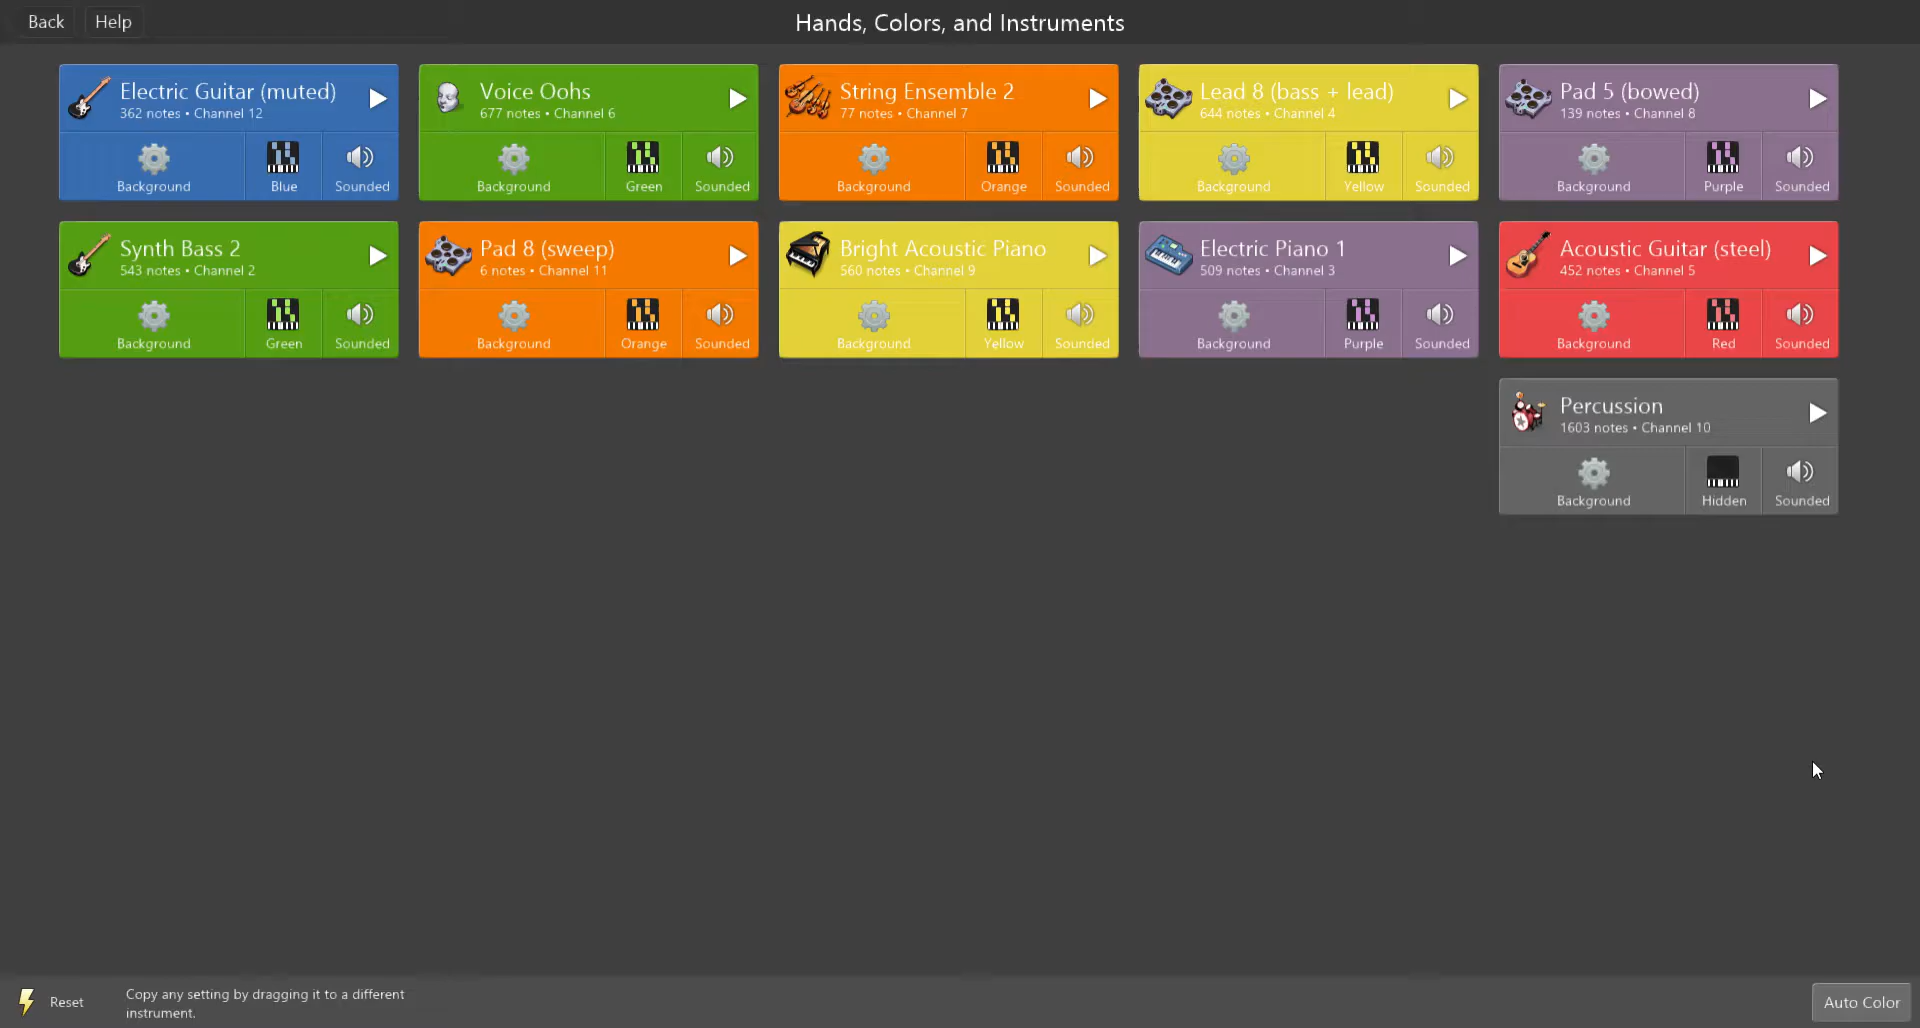 Back
Help
Hands, Colors, and Instruments
Electric Guitar (muted)
362 notes • Channel 12
Background
Blue
Sounded
Voice Oohs
677 notes • Channel 6
Background
Green
Sounded
String Ensemble 2
77 notes • Channel 7
Background
Orange
Sounded
Lead 8 (bass + lead)
644 notes • Channel 4
Background
Yellow
Sounded
Pad 5 (bowed)
139 notes • Channel 8
Background
Purple
Sounded
Synth Bass 2
543 notes • Channel 2
Background
Green
Sounded
Pad 8 (sweep)
6 notes • Channel 11
Background
Orange
Sounded
Bright Acoustic Piano
560 notes • Channel 9
Background
Yellow
Sounded
Electric Piano 1
509 notes • Channel 3
Background
Purple
Sounded
Acoustic Guitar (steel)
452 notes • Channel 5
Background
Red
Sounded
Percussion
1603 notes • Channel 10
Background
Hidden
Sounded
Reset
Copy any setting by dragging it to a different
instrument.
Auto Color